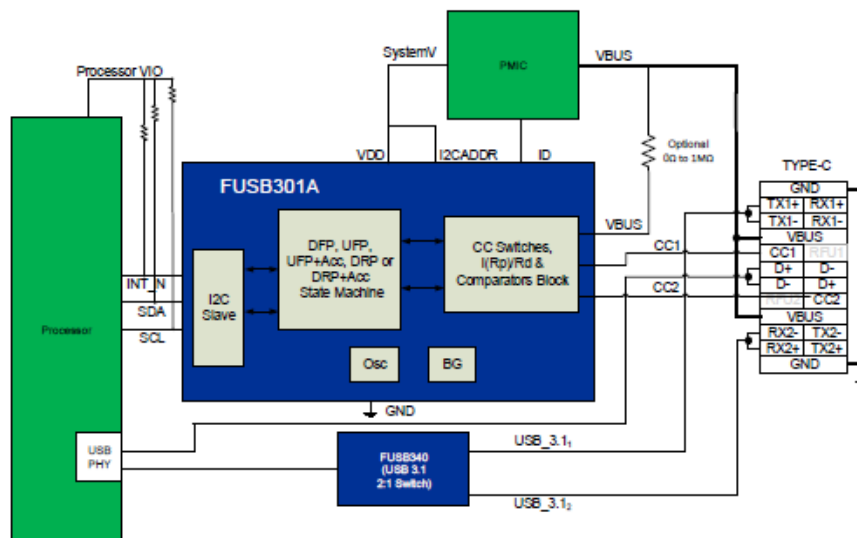 SystemV
PMIC
VBUS
Processor VIO
Optional
0Ω to 1MΩ
VDD
I2CADDR
ID
TYPE-C
FUSB301A
GND
TX1+ RX1+
TX1- RX1-
VBUS
VBUS
CC1
CC1 RFU1
DFP, UFP,
UFP+Acc, DRP or
DRP+Acc
State Machine
CC Switches,
I(Rp)/Rd &
Comparators Block
D+ D-
D- D+
INT_N
I2C
Slave
CC2
RFU2 CC2
SDA
VBUS
Processor
SCL
RX2- TX2-
RX2+ TX2+
Osc
BG
GND
GND
USB
PHY
USB_3.1₁
FUSB340
(USB 3.1
2:1 Switch)
USB_3.1₂